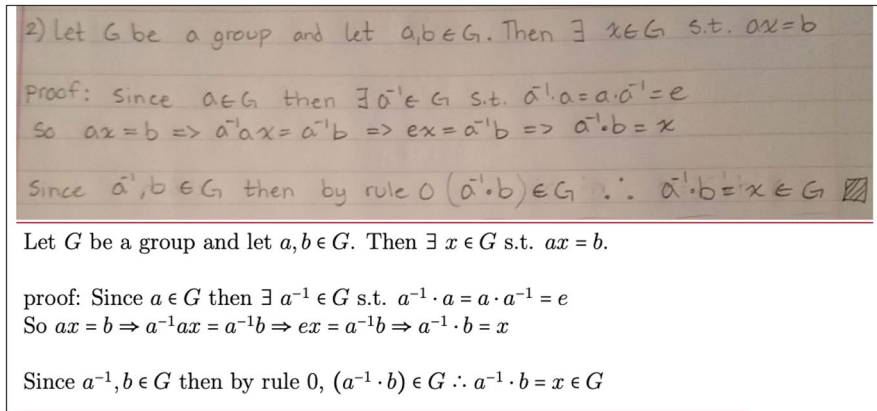 2) Let G be a group and let a,b ∈ G. Then ∃ x∈G s.t. ax=b
Proof: Since a∈G then ∃ a⁻¹∈ G s.t. a⁻¹·a = a·a⁻¹ = e
So ax = b => a⁻¹ax = a⁻¹b => ex = a⁻¹b => a⁻¹·b = x
Since a⁻¹, b ∈ G then by rule 0 (a⁻¹·b) ∈ G ∴ a⁻¹·b = x ∈ G ▨
Let G be a group and let a, b ∈ G. Then ∃ x ∈ G s.t. ax = b.
proof: Since a ∈ G then ∃ a⁻¹ ∈ G s.t. a⁻¹ · a = a · a⁻¹ = e
So ax = b ⇒ a⁻¹ax = a⁻¹b ⇒ ex = a⁻¹b ⇒ a⁻¹ · b = x
Since a⁻¹, b ∈ G then by rule 0, (a⁻¹ · b) ∈ G ∴ a⁻¹ · b = x ∈ G